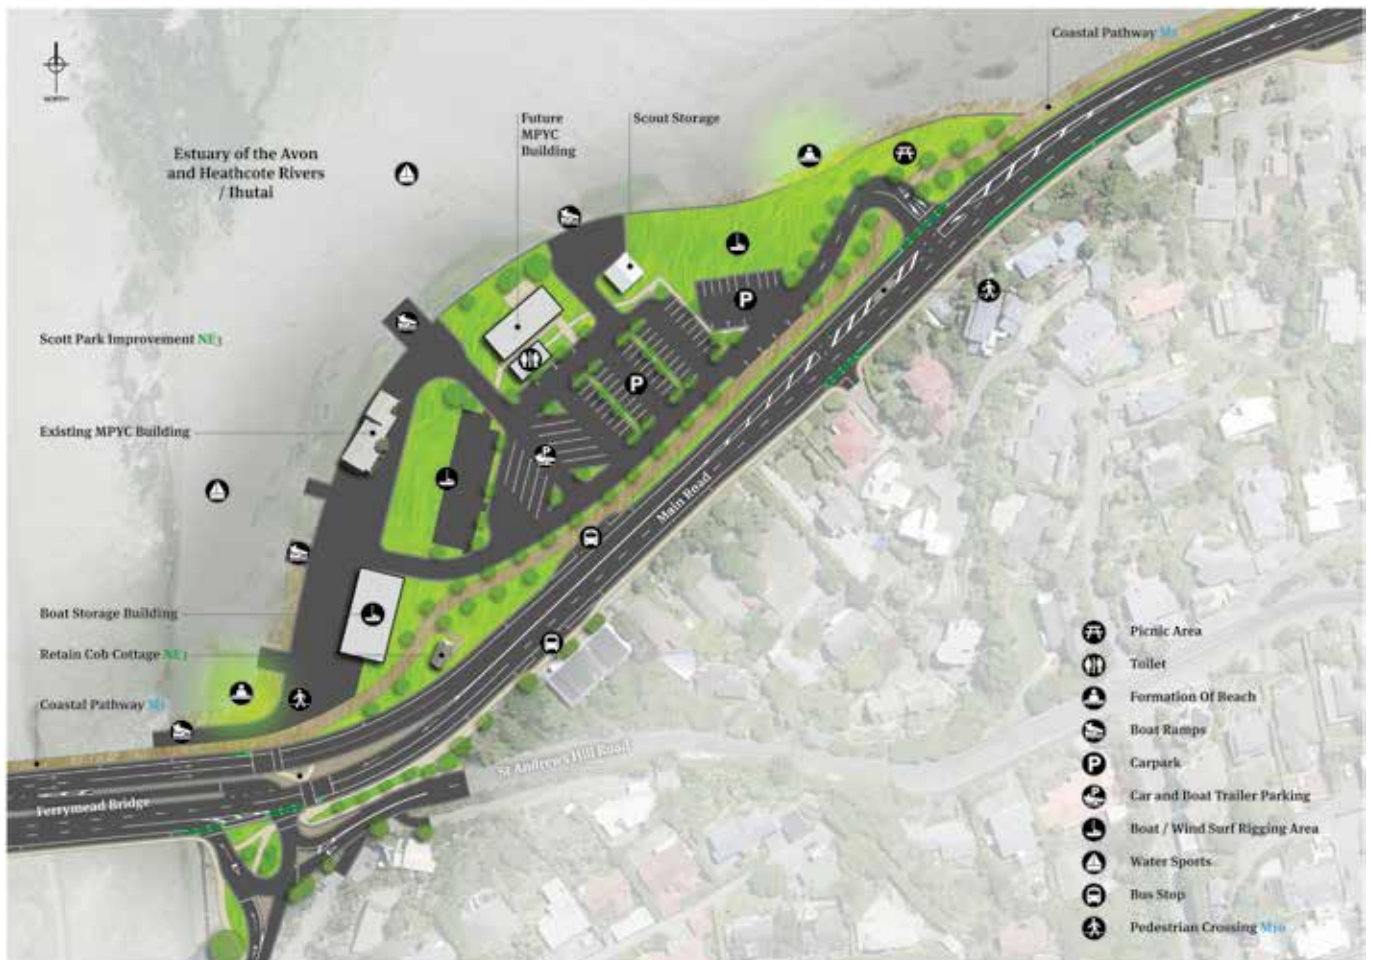 Coastal Pathway M1
NORTH
Future
MPYC
Building
Scout Storage
Estuary of the Avon
and Heathcote Rivers
/ Ihutai
Scott Park Improvement NE3
P
Existing MPYC Building
P
P
Main Road
Boat Storage Building
Retain Cob Cottage NE3
Coastal Pathway M1
St Andrews Hill Road
Ferrymead Bridge
Picnic Area
Toilet
Formation Of Beach
Boat Ramps
P Carpark
P Car and Boat Trailer Parking
Boat / Wind Surf Rigging Area
Water Sports
Bus Stop
Pedestrian Crossing M10